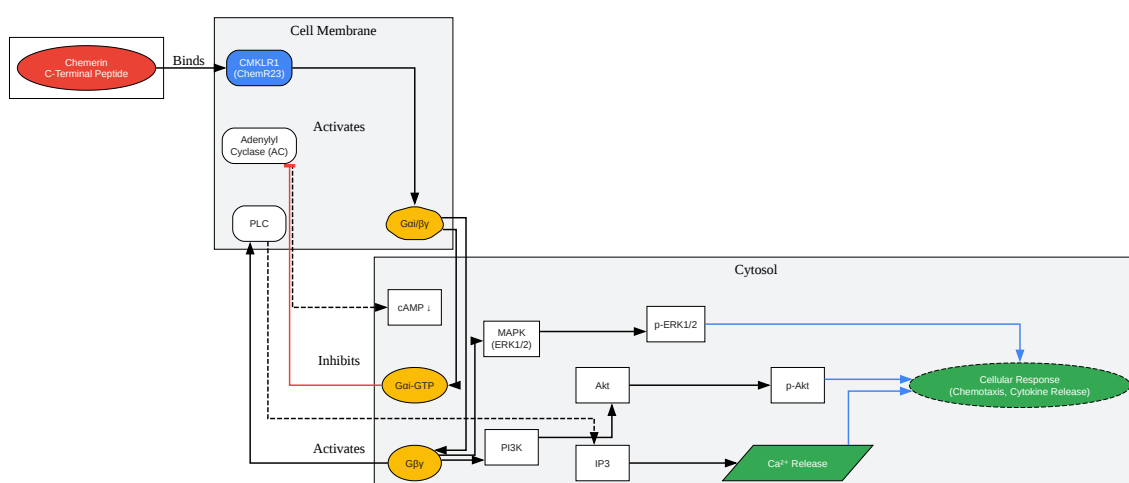 Cell Membrane
Chemerin
C-Terminal Peptide
Binds
CMKLR1
(ChemR23)
Activates
Adenylyl
Cyclase (AC)
PLC
Gαi/βγ
Cytosol
cAMP ↓
MAPK
(ERK1/2)
p-ERK1/2
Inhibits
Gαi-GTP
Akt
p-Akt
Cellular Response
(Chemotaxis, Cytokine Release)
Activates
Gβγ
PI3K
IP3
Ca²⁺ Release